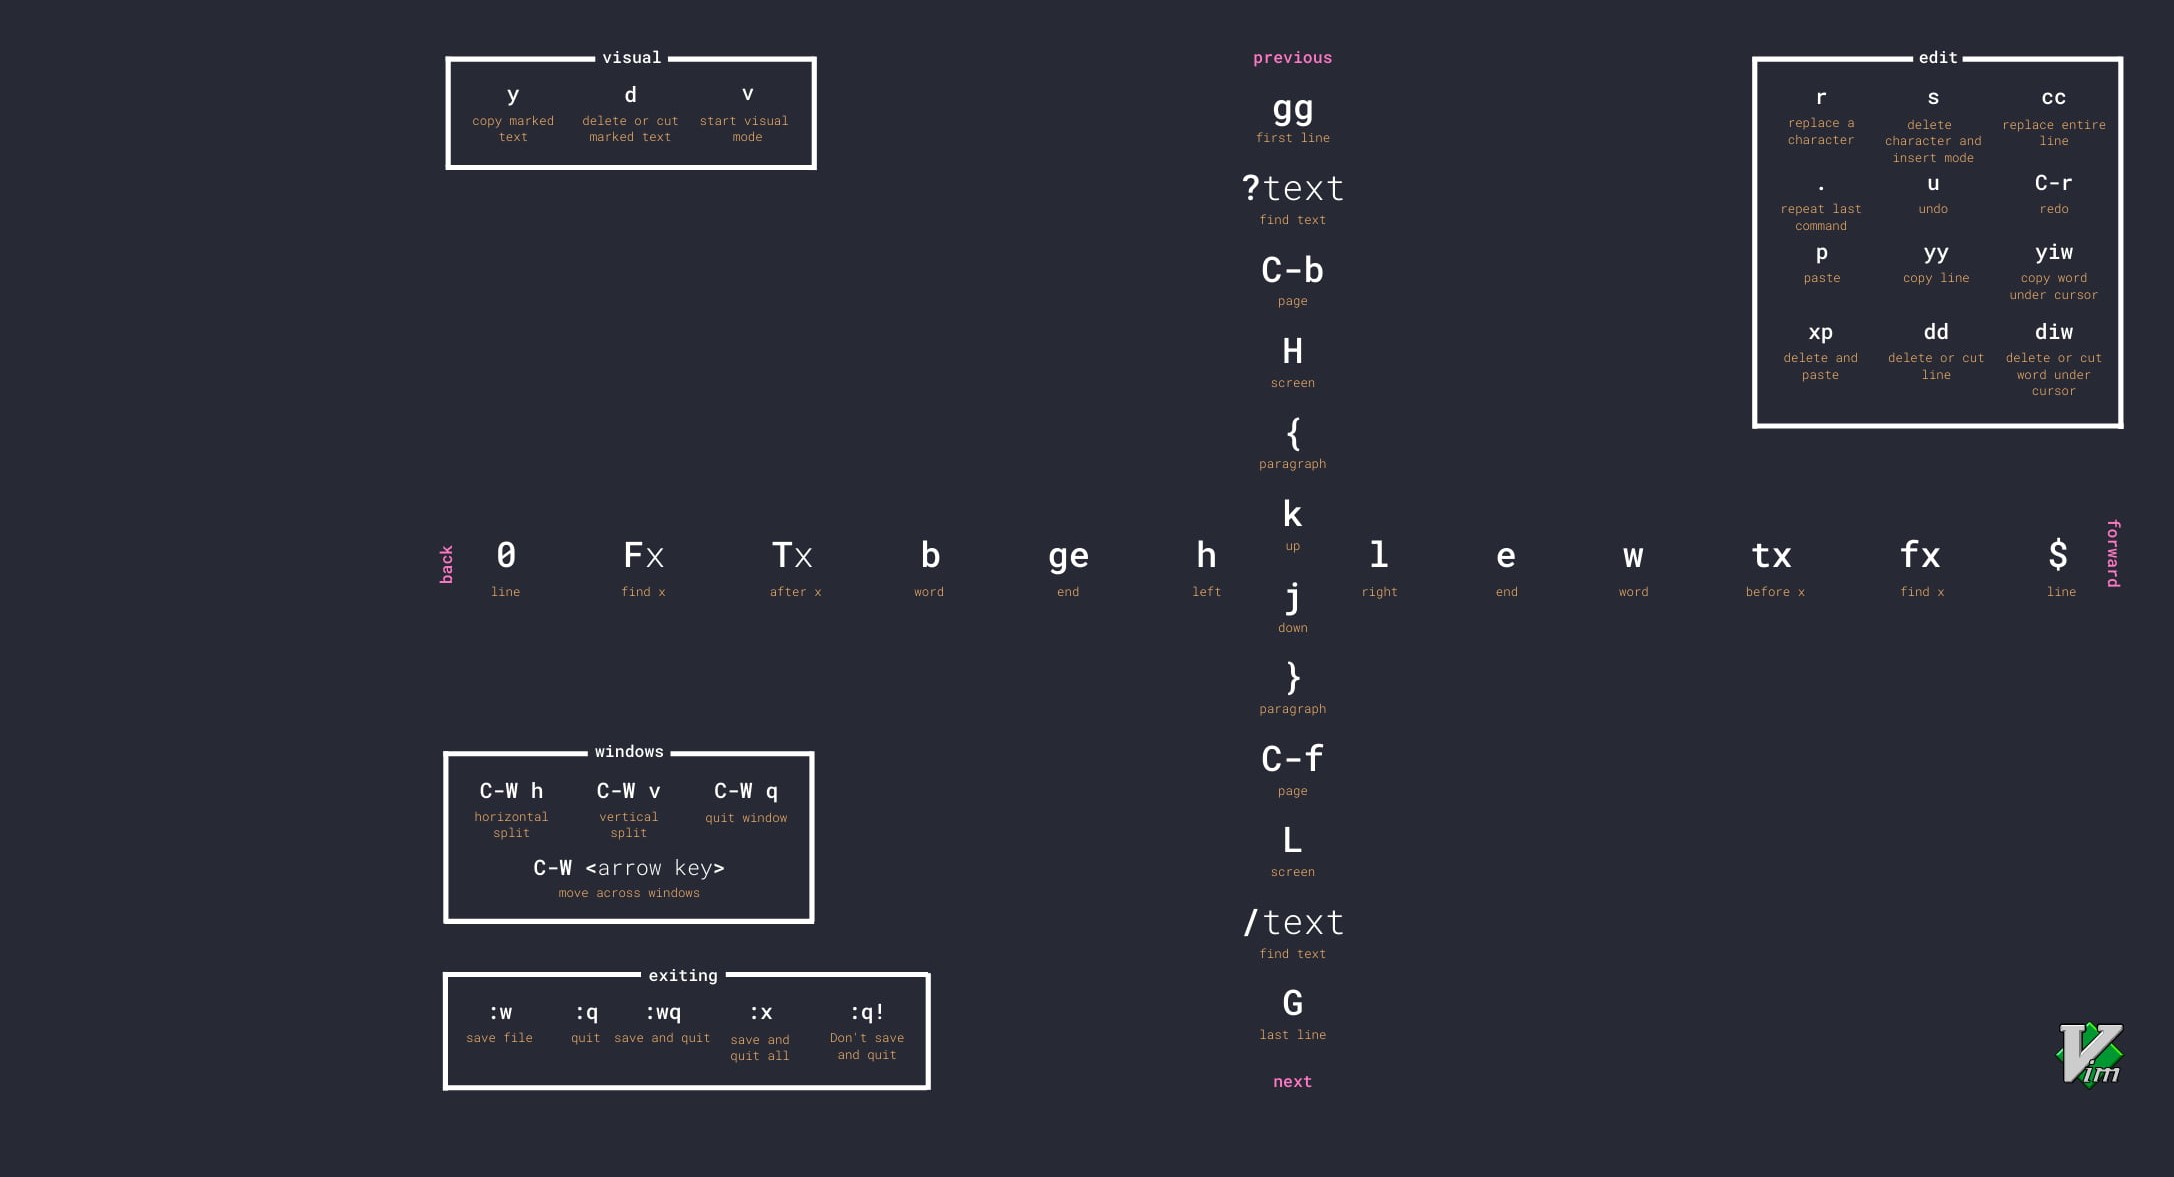 visual
y d v
copy marked delete or cut start visual
text marked text mode
previous
gg
first line
?text
find text
C-b
page
H
screen
{
paragraph
k
up
edit
r s cc
replace a delete replace entire
character character and line
insert mode
. u C-r
repeat last undo redo
command
p yy yiw
paste copy line copy word
under cursor
xp dd diw
delete and delete or cut delete or cut
paste line word under
cursor
back
0 Fx Tx b ge h l e w tx fx $
line find x after x word end left right end word before x find x line
forward
j
down
}
paragraph
C-f
page
L
screen
/text
find text
G
last line
next
windows
C-W h C-W v C-W q
horizontal vertical quit window
split split
C-W <arrow key>
move across windows
exiting
:w :q :wq :x :q!
save file quit save and quit save and Don't save
quit all and quit
Vim